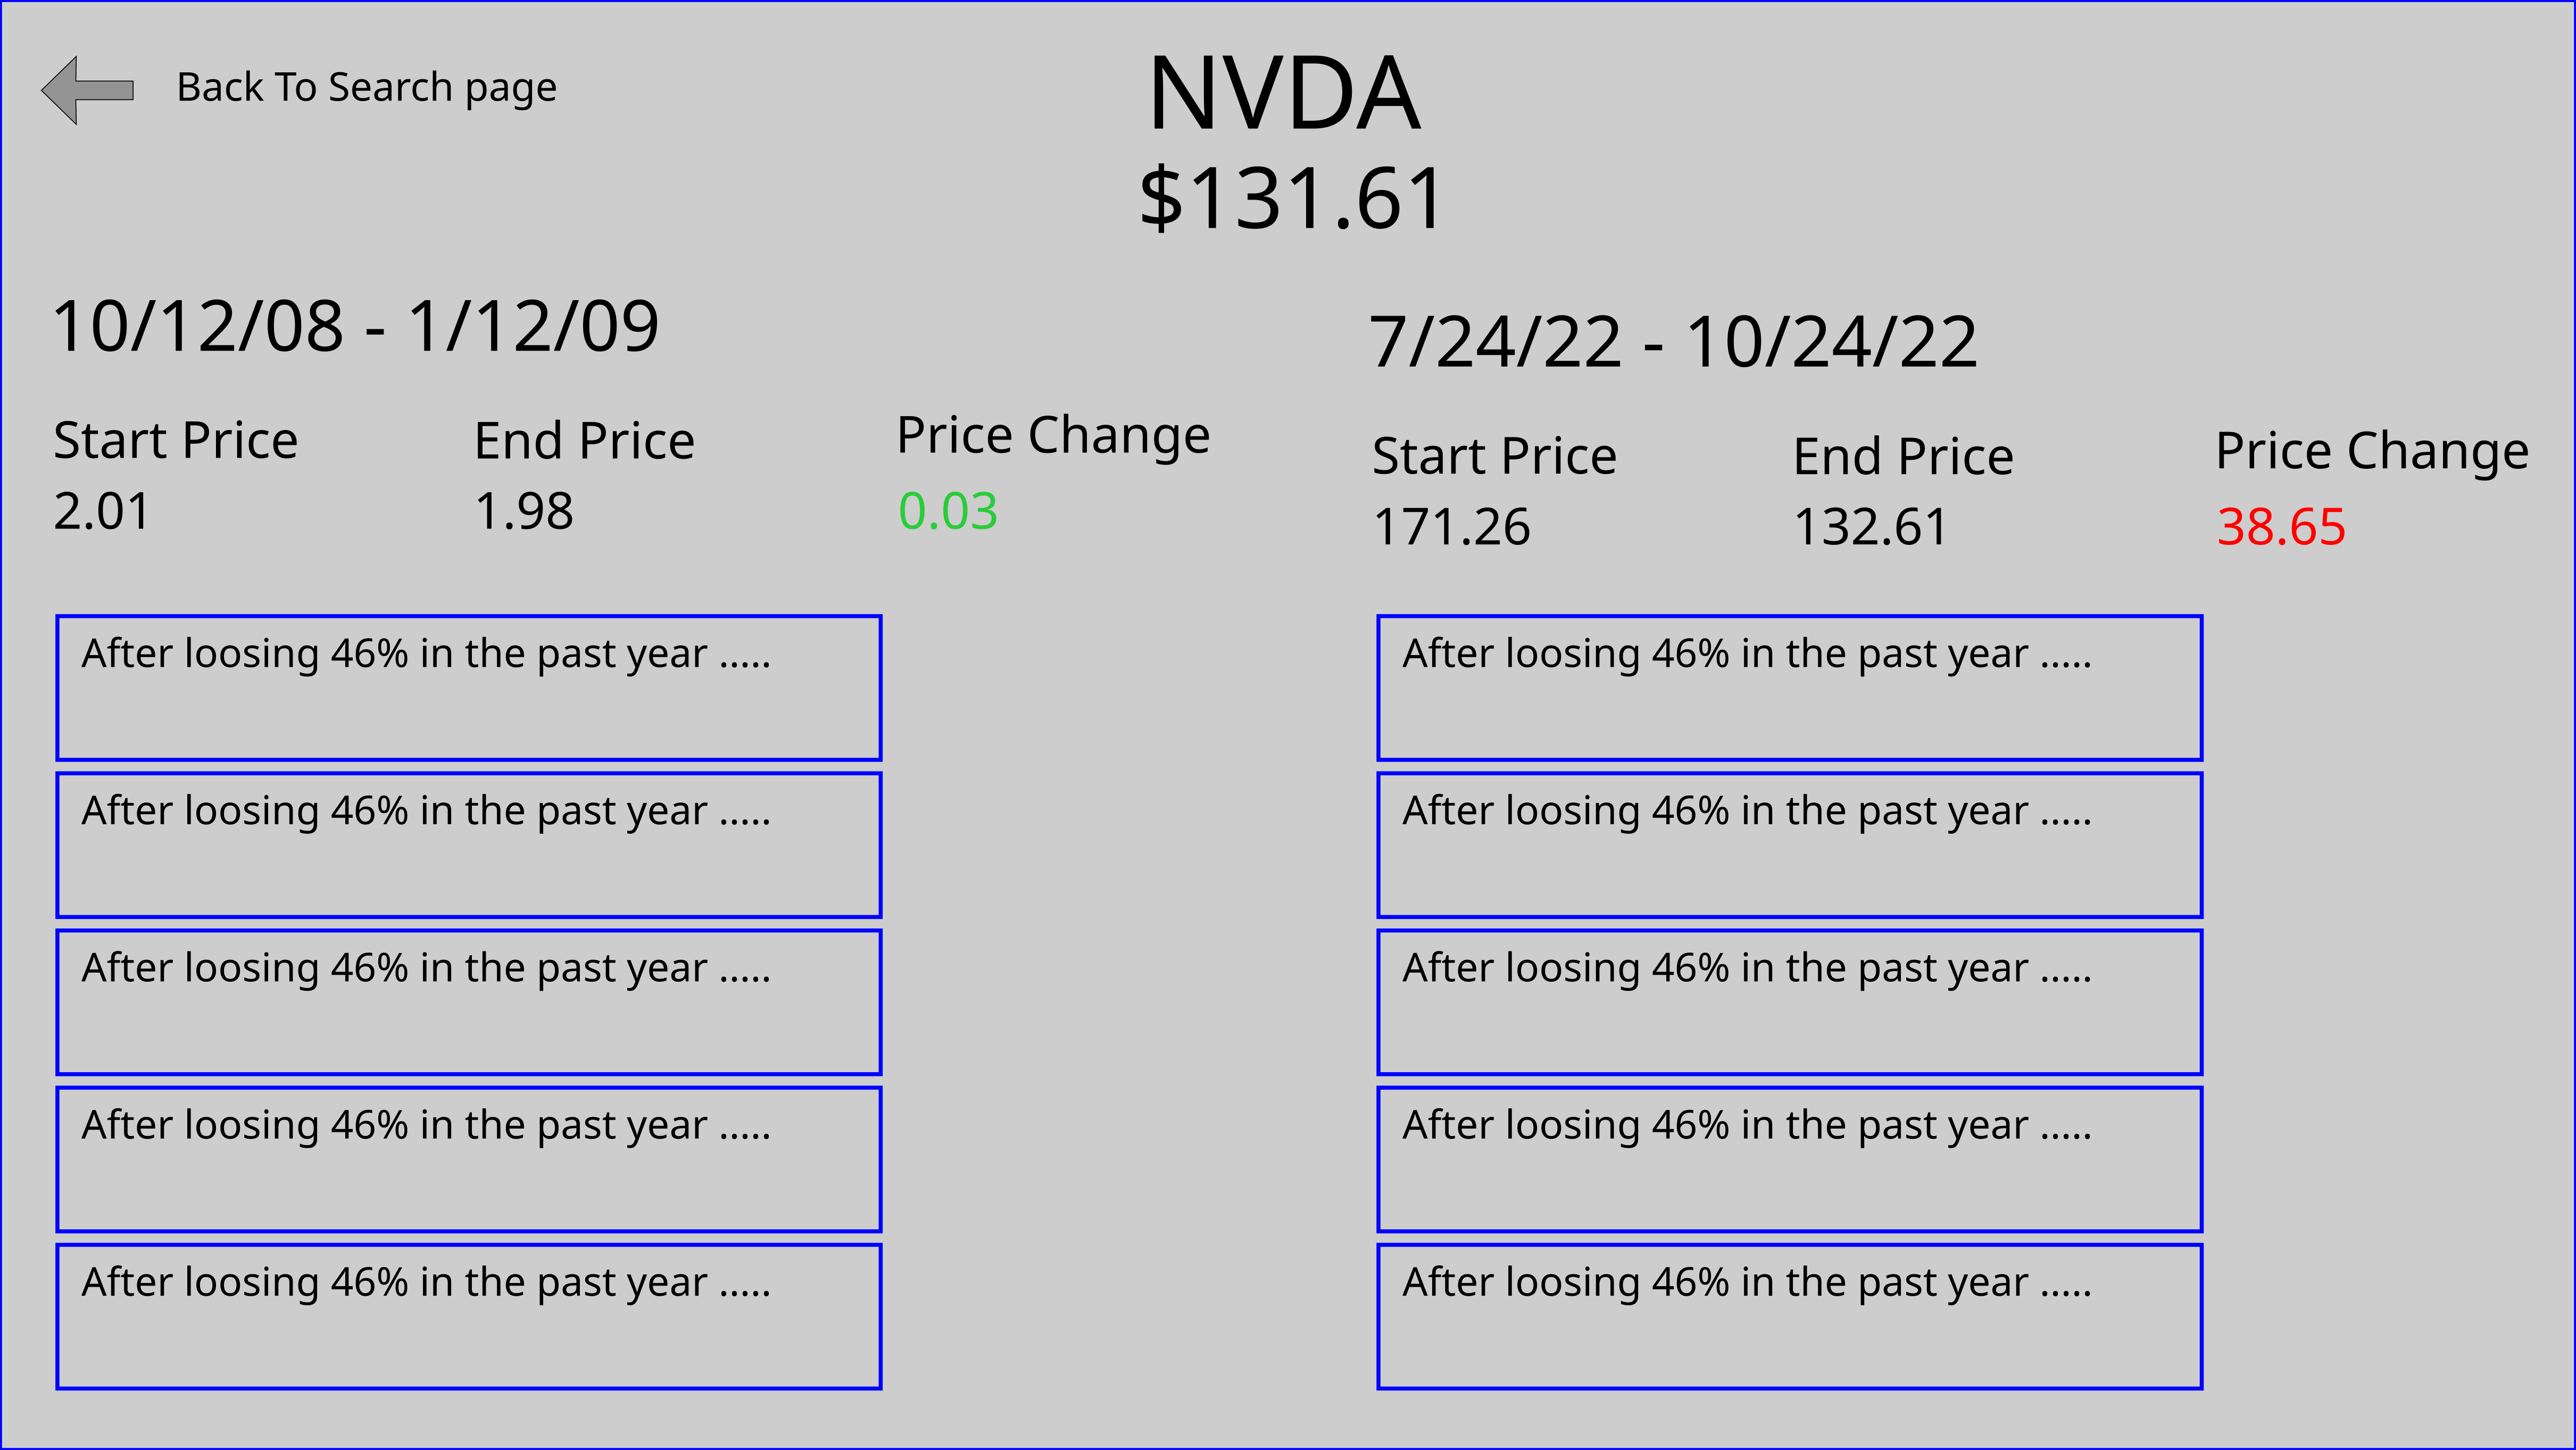 Back To Search page
NVDA
$131.61
10/12/08 - 1/12/09
Start Price
End Price
Price Change
2.01
1.98
0.03
After loosing 46% in the past year .....
After loosing 46% in the past year .....
After loosing 46% in the past year .....
After loosing 46% in the past year .....
After loosing 46% in the past year .....
7/24/22 - 10/24/22
Start Price
End Price
Price Change
171.26
132.61
38.65
After loosing 46% in the past year .....
After loosing 46% in the past year .....
After loosing 46% in the past year .....
After loosing 46% in the past year .....
After loosing 46% in the past year .....